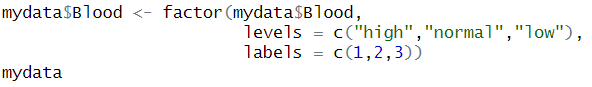 mydata$Blood <- factor(mydata$Blood,
                       levels = c("high","normal","low"),
                       labels = c(1,2,3))
mydata